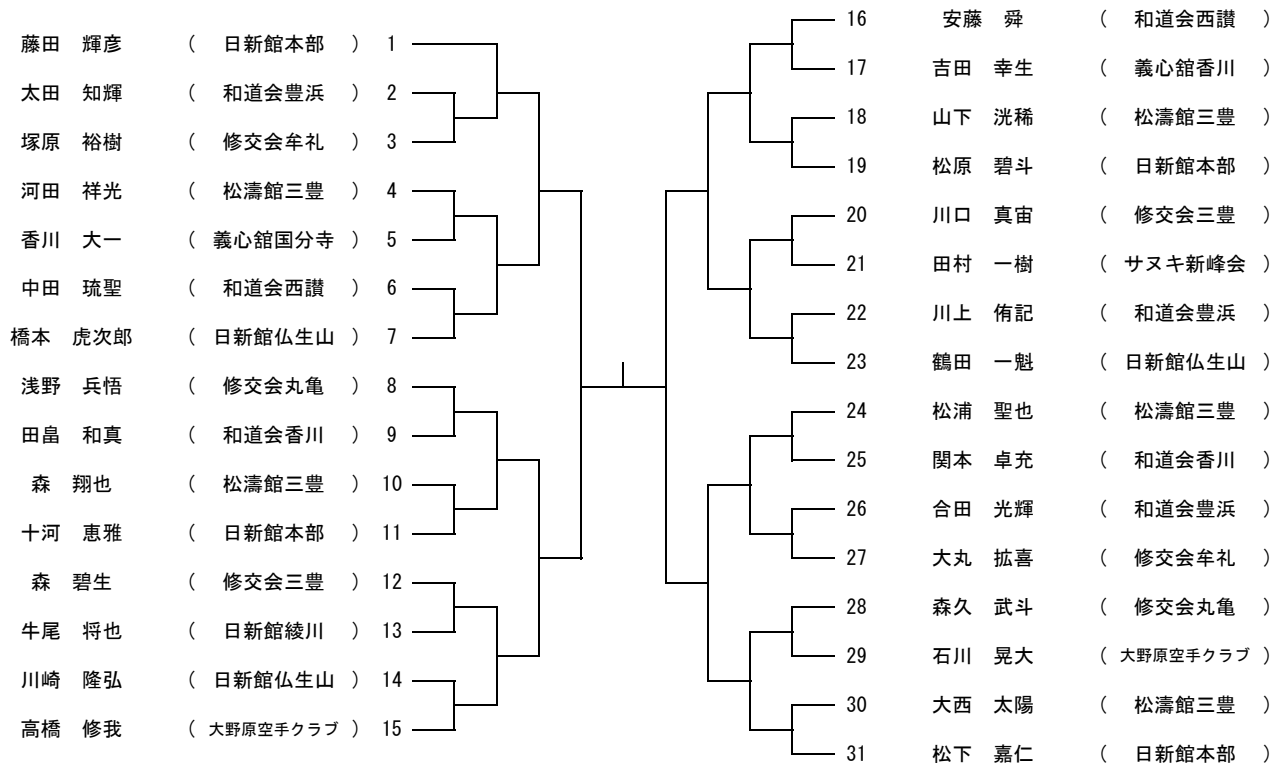 藤田 輝彦 ( 日新館本部 ) 1
太田 知輝 ( 和道会豊浜 ) 2
塚原 裕樹 ( 修交会牟礼 ) 3
河田 祥光 ( 松濤館三豊 ) 4
香川 大一 ( 義心舘国分寺 ) 5
中田 琉聖 ( 和道会西讃 ) 6
橋本 虎次郎 ( 日新館仏生山 ) 7
浅野 兵悟 ( 修交会丸亀 ) 8
田畠 和真 ( 和道会香川 ) 9
森 翔也 ( 松濤館三豊 ) 10
十河 恵雅 ( 日新館本部 ) 11
森 碧生 ( 修交会三豊 ) 12
牛尾 将也 ( 日新館綾川 ) 13
川崎 隆弘 ( 日新館仏生山 ) 14
高橋 修我 ( 大野原空手クラブ ) 15
16 安藤 舜 ( 和道会西讃 )
17 吉田 幸生 ( 義心舘香川 )
18 山下 洸稀 ( 松濤館三豊 )
19 松原 碧斗 ( 日新館本部 )
20 川口 真宙 ( 修交会三豊 )
21 田村 一樹 ( サヌキ新峰会 )
22 川上 侑記 ( 和道会豊浜 )
23 鶴田 一魁 ( 日新館仏生山 )
24 松浦 聖也 ( 松濤館三豊 )
25 関本 卓充 ( 和道会香川 )
26 合田 光輝 ( 和道会豊浜 )
27 大丸 拡喜 ( 修交会牟礼 )
28 森久 武斗 ( 修交会丸亀 )
29 石川 晃大 ( 大野原空手クラブ )
30 大西 太陽 ( 松濤館三豊 )
31 松下 嘉仁 ( 日新館本部 )